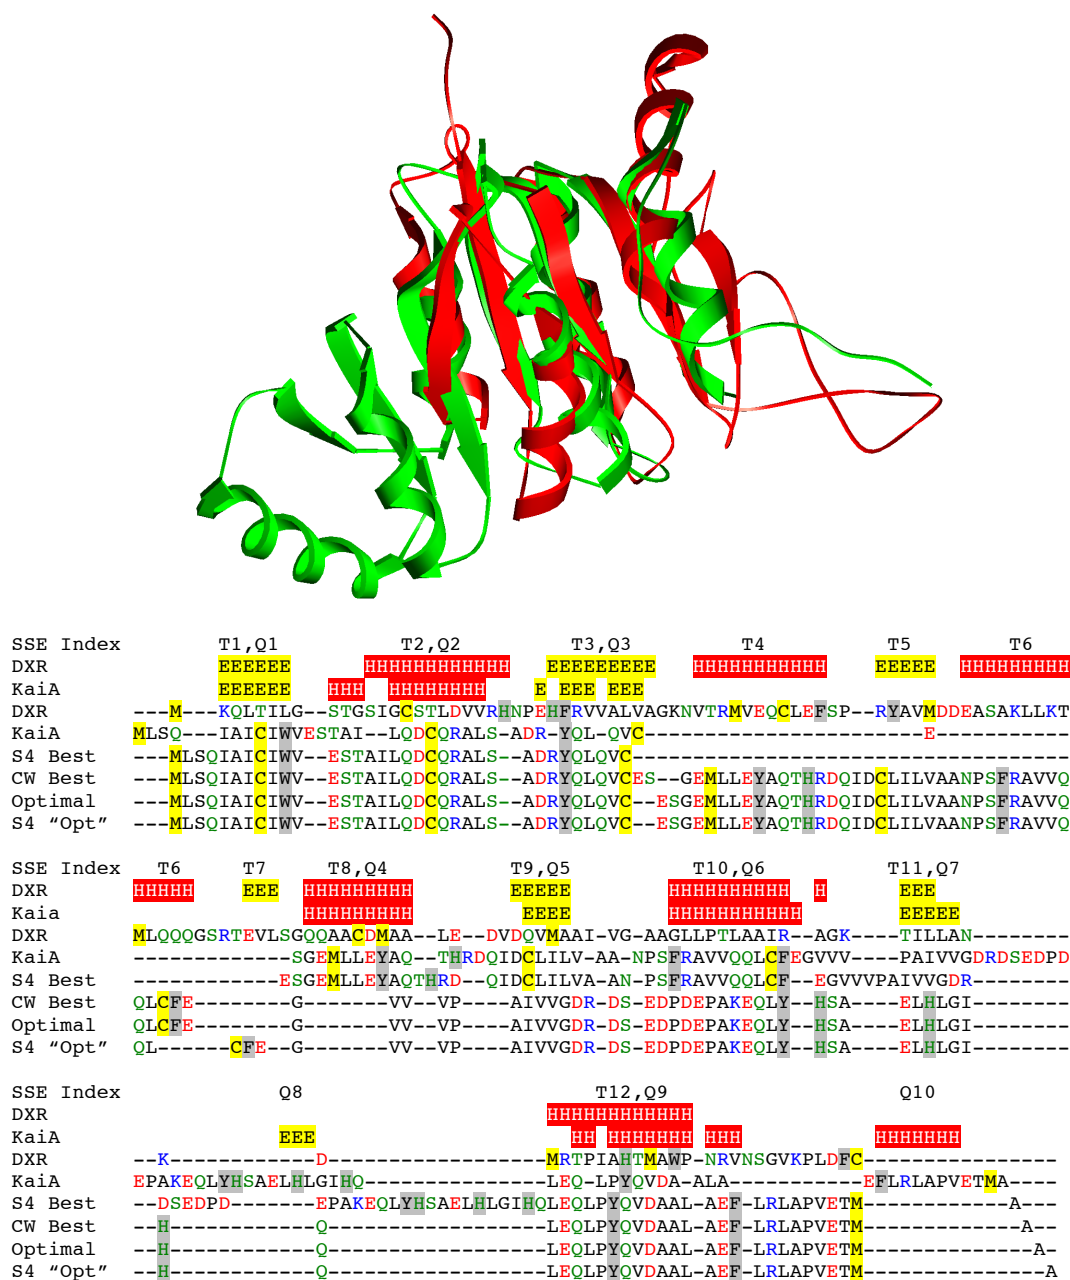 SSE Index T1,Q1 T2,Q2 T3,Q3 T4 T5 T6
DXR EEEEEE HHHHHHHHHHHH EEEEEEEEE HHHHHHHHHHH EEEEE HHHHHHHHH
KaiA EEEEEE HHH HHHHHHHH E EEE EEE
DXR ---M---KQLTILG--STGSIGCSTLDVVRHNPEHFRVVALVAGKNVTRMVEQCLEFSP--RYAVMDDEASAKLLKT
KaiA MLSQ---IAICIWVESTAI--LQDCQRALS-ADR-YQL-QVC-----------------------E-----------
S4 Best ---MLSQIAICIWV--ESTAILQDCQRALS--ADRYQLQVC------------------------------------
CW Best ---MLSQIAICIWV--ESTAILQDCQRALS--ADRYQLQVCES--GEMLLEYAQTHRDQIDCLILVAANPSFRAVVQ
Optimal ---MLSQIAICIWV--ESTAILQDCQRALS--ADRYQLQVC--ESGEMLLEYAQTHRDQIDCLILVAANPSFRAVVQ
S4 “Opt” ---MLSQIAICIWV--ESTAILQDCQRALS--ADRYQLQVC--ESGEMLLEYAQTHRDQIDCLILVAANPSFRAVVQ
SSE Index T6 T7 T8,Q4 T9,Q5 T10,Q6 T11,Q7
DXR HHHHH EEE HHHHHHHHH EEEEE HHHHHHHHHH H EEE
Kaia HHHHHHHHH EEEE HHHHHHHHHHH EEEEE
DXR MLQQQGSRTEVLSGQQAACDMAA--LE--DVDQVMAAI-VG-AAGLLPTLAAIR--AGK----TILLAN--------
KaiA -------------SGEMLLEYAQ--THRDQIDCLILV-AA-NPSFRAVVQQLCFEGVVV----PAIVVGDRDSEDPD
S4 Best ------------ESGEMLLEYAQTHRD--QIDCLILVA-A-NPSFRAVVQQLCF--EGVVVPAIVVGDR--------
CW Best QLCFE--------G-------VV--VP----AIVVGDR-DS-EDPDEPAKEQLY--HSA----ELHLGI--------
Optimal QLCFE--------G-------VV--VP----AIVVGDR-DS-EDPDEPAKEQLY--HSA----ELHLGI--------
S4 “Opt” QL------CFE--G-------VV--VP----AIVVGDR-DS-EDPDEPAKEQLY--HSA----ELHLGI--------
SSE Index Q8 T12,Q9 Q10
DXR HHHHHHHHHHHH
KaiA EEE HH HHHHHHH HHH HHHHHHH
DXR --K------------D------------------MRTPIAHTMAWP-NRVNSGVKPLDFC----------------
KaiA EPAKEQLYHSAELHLGIHQ---------------LEQ-LPYQVDA-ALA-----------EFLRLAPVETMA----
S4 Best --DSEDPD-------EPAKEQLYHSAELHLGIHQLEQLPYQVDAAL-AEF-LRLAPVETM------------A---
CW Best --H------------Q------------------LEQLPYQVDAAL-AEF-LRLAPVETM-------------A--
Optimal --H------------Q------------------LEQLPYQVDAAL-AEF-LRLAPVETM--------------A-
S4 “Opt” --H------------Q------------------LEQLPYQVDAAL-AEF-LRLAPVETM---------------A